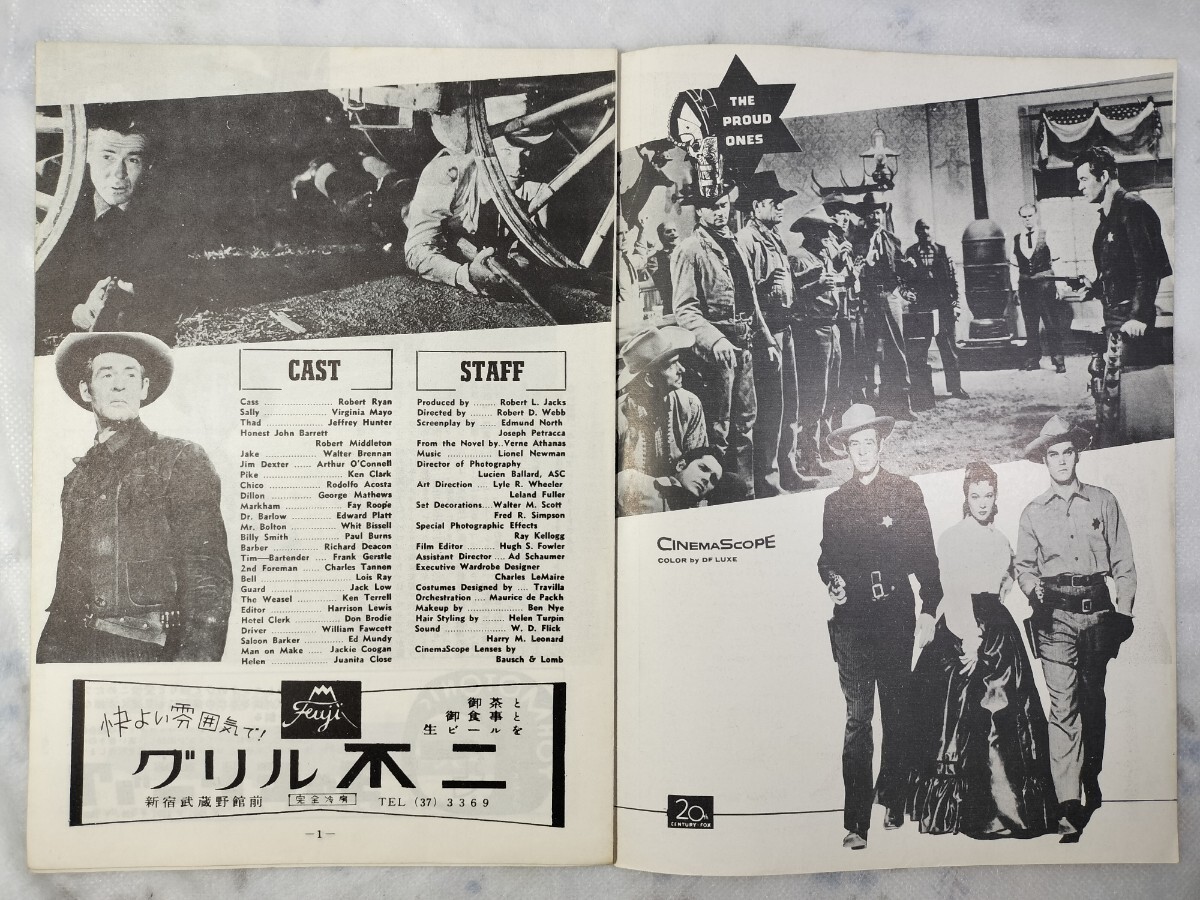 CAST
Cass ........ Robert Ryan
Sally ........ Virginia Mayo
Thad ........ Jeffrey Hunter
Honest John Barrett
Robert Middleton
Jake ........ Walter Brennan
Jim Dexter ..... Arthur O'Connell
Pike ........ Ken Clark
Chico ........ Rodolfo Acosta
Dillon ........ George Mathews
Markham ........ Fay Roope
Dr. Barlow ........ Edward Platt
Mr. Bolton ........ Whit Bissell
Billy Smith ........ Paul Burns
Barber ........ Richard Deacon
Tim—Bartender .... Frank Gerstle
2nd Foreman .... Charles Tannen
Bell ........ Lois Ray
Guard ........ Jack Low
The Weasel ........ Ken Terrell
Editor ........ Harrison Lewis
Hotel Clerk ........ Don Brodie
Driver ........ William Fawcett
Saloon Barker ........ Ed Mundy
Man on Make .... Jackie Coogan
Helen ........ Juanita Close
STAFF
Produced by ...... Robert L. Jacks
Directed by ....... Robert D. Webb
Screenplay by ..... Edmund North
Joseph Petracca
From the Novel by..Verne Athanas
Music ........ Lionel Newman
Director of Photography
Lucien Ballard, ASC
Art Direction .... Lyle R. Wheeler
Leland Fuller
Set Decorations....Walter M. Scott
Fred R. Simpson
Special Photographic Effects
Ray Kellogg
Film Editor ......... Hugh S. Fowler
Assistant Director ... Ad Schaumer
Executive Wardrobe Designer
Charles LeMaire
Costumes Designed by .... Travilla
Orchestration .... Maurice de Packh
Makeup by ........ Ben Nye
Hair Styling by ....... Helen Turpin
Sound ........ W. D. Flick
Harry M. Leonard
CinemaScope Lenses by
Bausch & Lomb
快よい雰囲気で!
Fuji
御茶と
御食事と
生ビールを
グリル不二
新宿武蔵野館前 完全冷房 TEL (37) 3369
—1—
THE
PROUD
ONES
CINEMASCOPE
COLOR by DE LUXE
20th
CENTURY-FOX